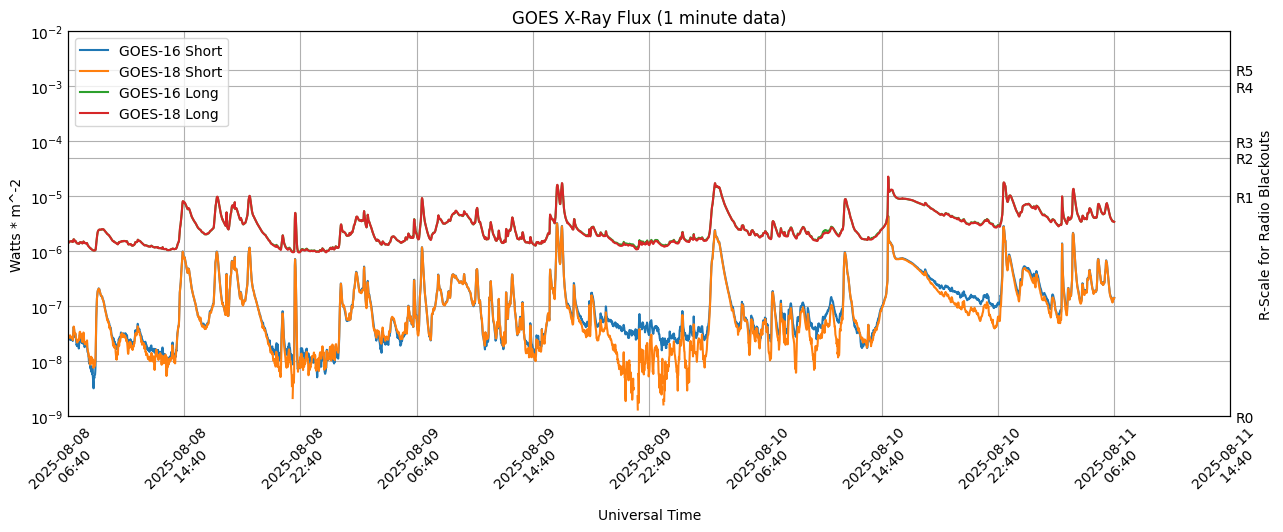 GOES X-Ray Flux (1 minute data)
GOES-16 Short
GOES-18 Short
GOES-16 Long
GOES-18 Long
10^-2
10^-3
10^-4
10^-5
10^-6
10^-7
10^-8
10^-9
Watts * m^-2
R5
R4
R3
R2
R1
R0
R-Scale for Radio Blackouts
2025-08-08
06:40
2025-08-08
14:40
2025-08-08
22:40
2025-08-09
06:40
2025-08-09
14:40
2025-08-09
22:40
2025-08-10
06:40
2025-08-10
14:40
2025-08-10
22:40
2025-08-11
06:40
2025-08-11
14:40
Universal Time